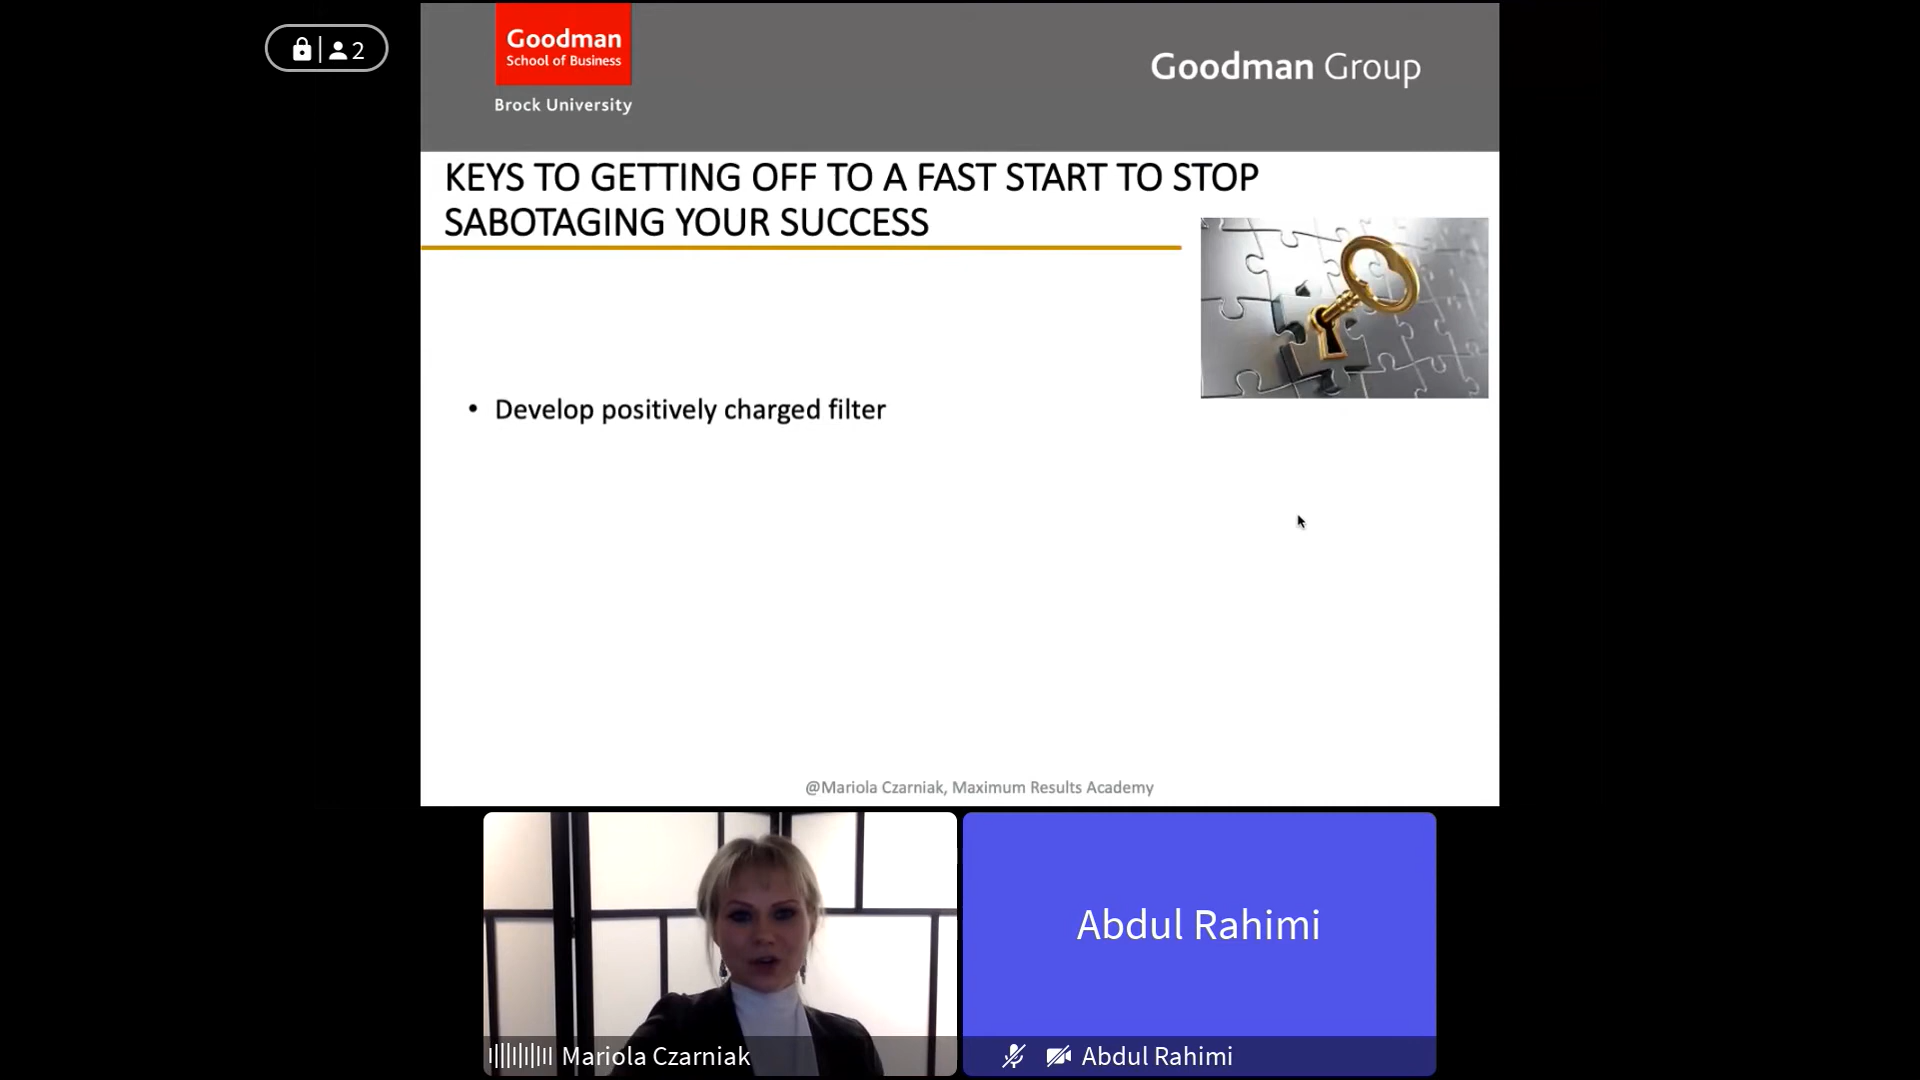 2
Goodman
School of Business
Brock University
Goodman Group
KEYS TO GETTING OFF TO A FAST START TO STOP
SABOTAGING YOUR SUCCESS
• Develop positively charged filter
@Mariola Czarniak, Maximum Results Academy
Abdul Rahimi
Mariola Czarniak
Abdul Rahimi